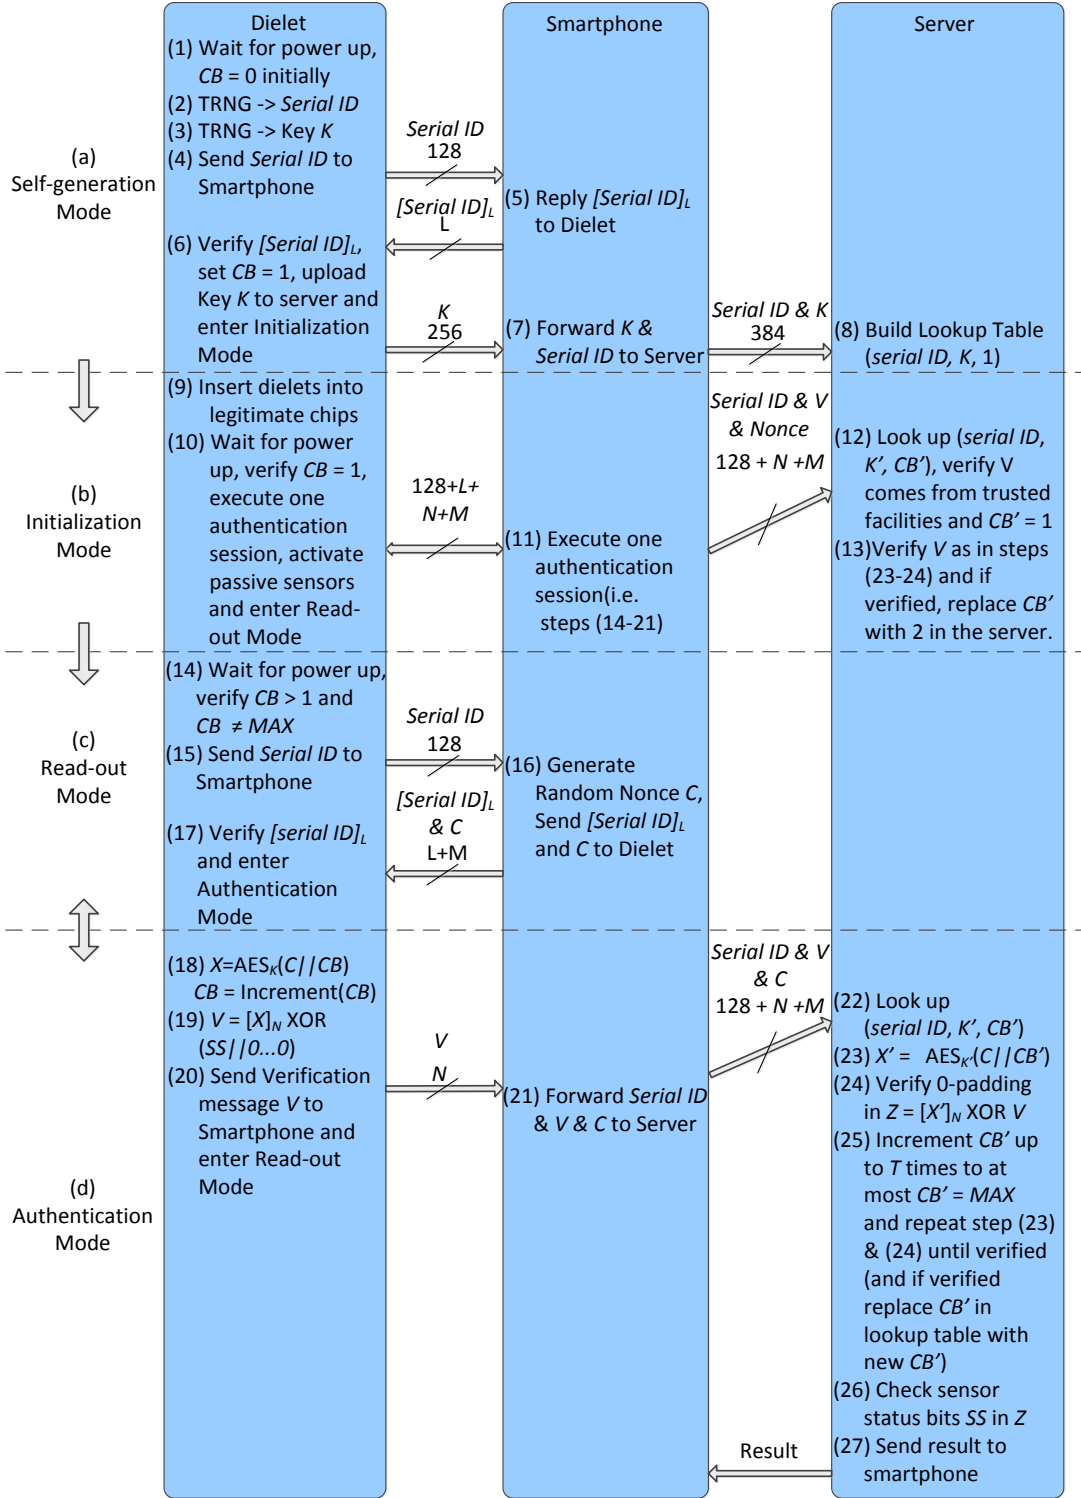 Dielet
Smartphone
Server
(a)
Self-generation
Mode
(1) Wait for power up,
CB = 0 initially
(2) TRNG -> Serial ID
(3) TRNG -> Key K
(4) Send Serial ID to
Smartphone
Serial ID
128
(5) Reply [Serial ID]L
to Dielet
[Serial ID]L
L
(6) Verify [Serial ID]L,
set CB = 1, upload
Key K to server and
enter Initialization
Mode
K
256
(7) Forward K &
Serial ID to Server
Serial ID & K
384
(8) Build Lookup Table
(serial ID, K, 1)
(b)
Initialization
Mode
(9) Insert dielets into
legitimate chips
(10) Wait for power
up, verify CB = 1,
execute one
authentication
session, activate
passive sensors
and enter Read-
out Mode
128+L+
N+M
(11) Execute one
authentication
session(i.e.
steps (14-21)
Serial ID & V
& Nonce
128 + N +M
(12) Look up (serial ID,
K', CB'), verify V
comes from trusted
facilities and CB' = 1
(13)Verify V as in steps
(23-24) and if
verified, replace CB'
with 2 in the server.
(c)
Read-out
Mode
(14) Wait for power up,
verify CB > 1 and
CB ≠ MAX
(15) Send Serial ID to
Smartphone
Serial ID
128
(16) Generate
Random Nonce C,
Send [Serial ID]L
and C to Dielet
[Serial ID]L
& C
L+M
(17) Verify [serial ID]L
and enter
Authentication
Mode
(d)
Authentication
Mode
(18) X=AESK(C||CB)
CB = Increment(CB)
(19) V = [X]N XOR
(SS||0...0)
(20) Send Verification
message V to
Smartphone and
enter Read-out
Mode
V
N
(21) Forward Serial ID
& V & C to Server
Serial ID & V
& C
128 + N +M
(22) Look up
(serial ID, K', CB')
(23) X' = AESK'(C||CB')
(24) Verify 0-padding
in Z = [X']N XOR V
(25) Increment CB' up
to T times to at
most CB' = MAX
and repeat step (23)
& (24) until verified
(and if verified
replace CB' in
lookup table with
new CB')
(26) Check sensor
status bits SS in Z
(27) Send result to
smartphone
Result